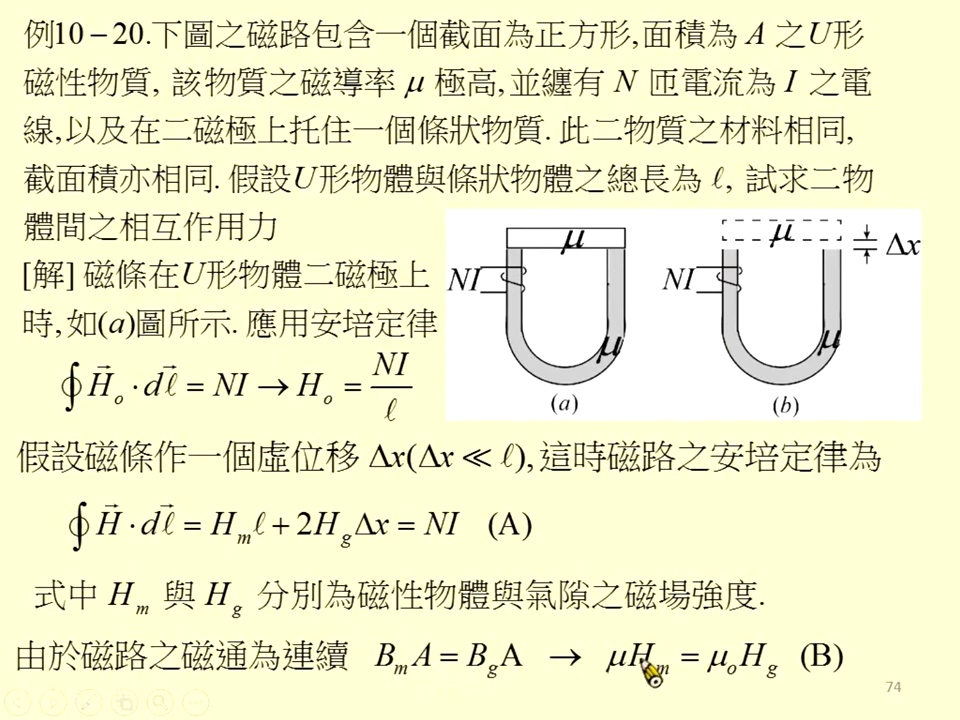 例10－20.下圖之磁路包含一個截面為正方形,面積為 A 之U形
磁性物質, 該物質之磁導率 μ 極高,並纏有 N 匝電流為 I 之電
線,以及在二磁極上托住一個條狀物質. 此二物質之材料相同,
截面積亦相同. 假設U形物體與條狀物體之總長為 ℓ, 試求二物
體間之相互作用力
[解] 磁條在U形物體二磁極上
時,如(a)圖所示. 應用安培定律
∮ H⃗ₒ · dℓ⃗ = NI → Hₒ = NI/ℓ
μ
NI
μ
(a)
μ
Δx
NI
μ
(b)
假設磁條作一個虛位移 Δx(Δx ≪ ℓ),這時磁路之安培定律為
∮ H⃗ · dℓ⃗ = H_m ℓ + 2H_g Δx = NI (A)
式中 H_m 與 H_g 分別為磁性物體與氣隙之磁場強度.
由於磁路之磁通為連續 B_m A = B_g A → μH_m = μₒH_g (B)
74